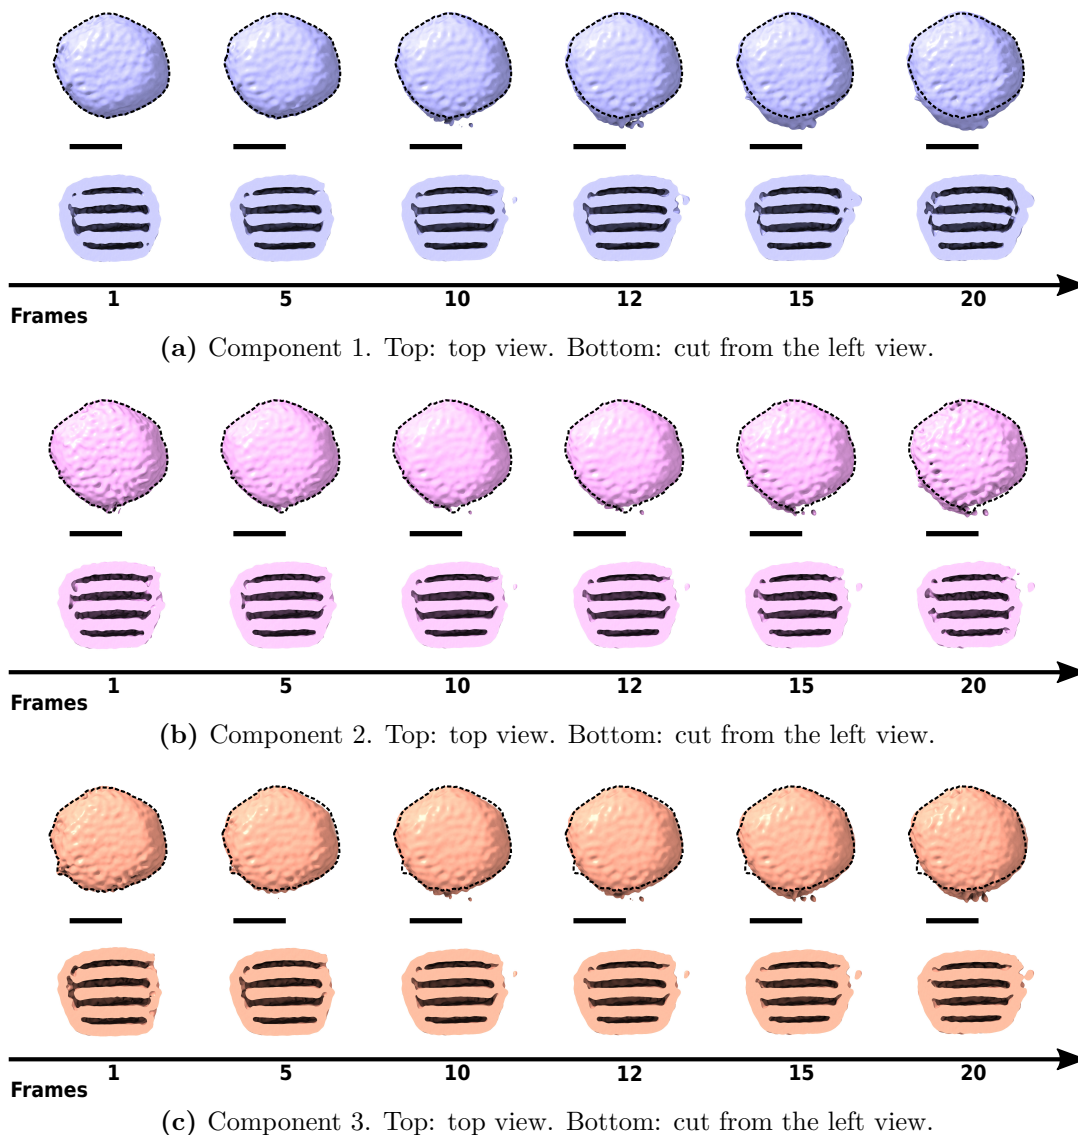 1 5 10 12 15 20
Frames
(a) Component 1. Top: top view. Bottom: cut from the left view.
1 5 10 12 15 20
Frames
(b) Component 2. Top: top view. Bottom: cut from the left view.
1 5 10 12 15 20
Frames
(c) Component 3. Top: top view. Bottom: cut from the left view.